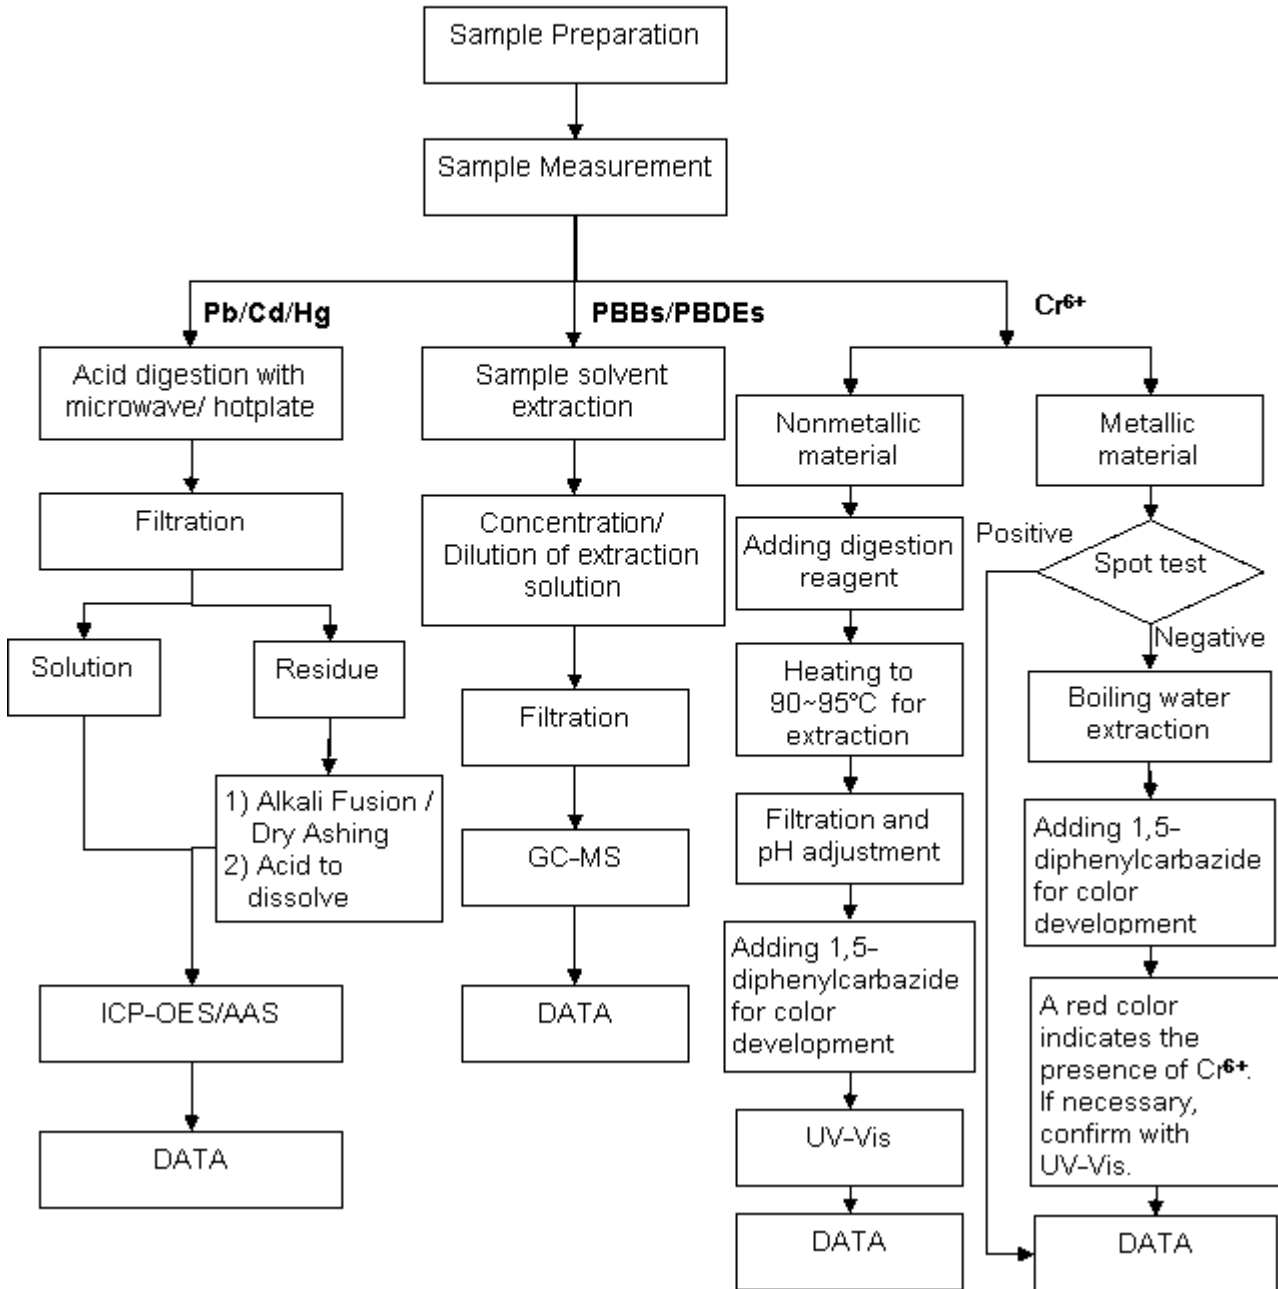 Sample Preparation
Sample Measurement
Pb/Cd/Hg
PBBs/PBDEs
Cr⁶⁺
Acid digestion with
microwave/ hotplate
Filtration
Solution
Residue
1) Alkali Fusion /
Dry Ashing
2) Acid to
dissolve
ICP-OES/AAS
DATA
Sample solvent
extraction
Concentration/
Dilution of extraction
solution
Filtration
GC-MS
DATA
Nonmetallic
material
Adding digestion
reagent
Heating to
90~95°C for
extraction
Filtration and
pH adjustment
Adding 1,5-
diphenylcarbazide
for color
development
UV-Vis
DATA
Metallic
material
Positive
Spot test
Negative
Boiling water
extraction
Adding 1,5-
diphenylcarbazide
for color
development
A red color
indicates the
presence of Cr⁶⁺.
If necessary,
confirm with
UV-Vis.
DATA